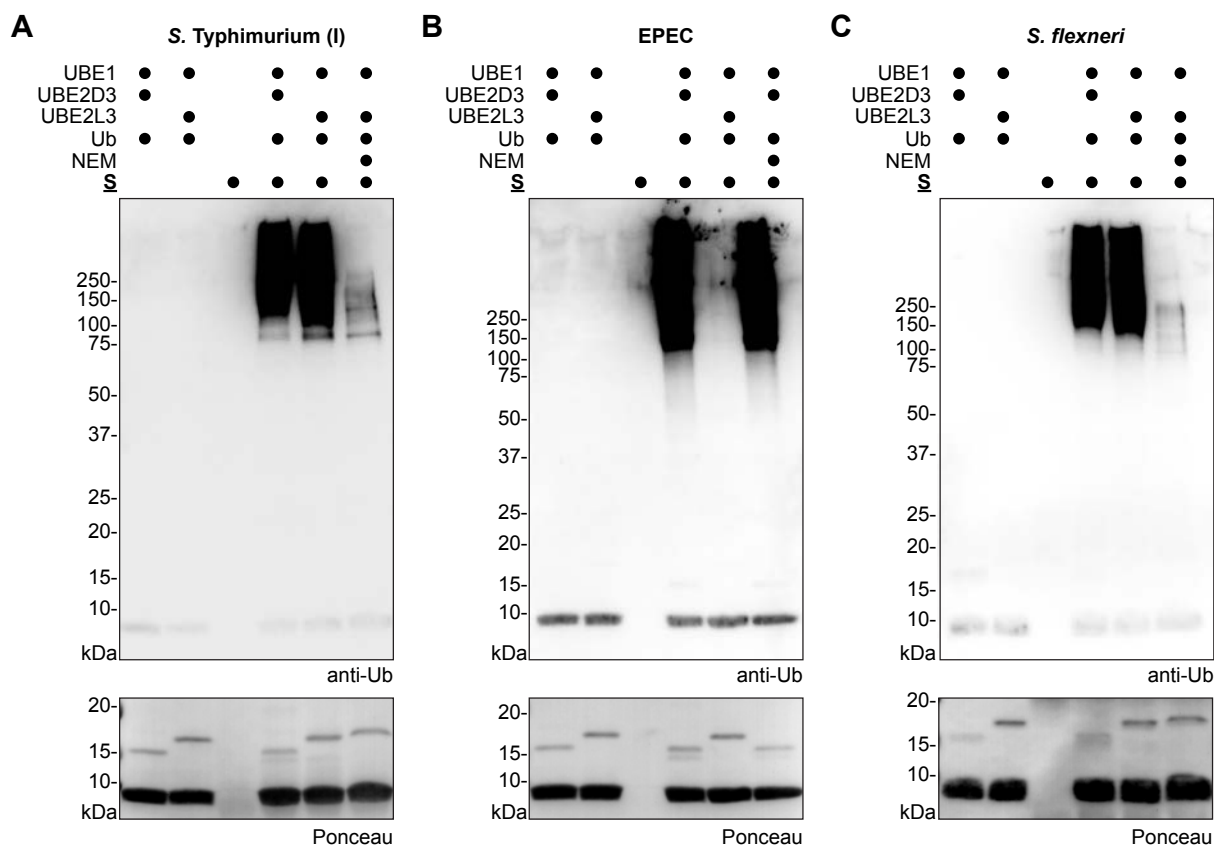 A
S. Typhimurium (I)
UBE1
UBE2D3
UBE2L3
Ub
NEM
S
250-
150-
100-
75-
50-
37-
25-
20-
15-
10-
kDa
anti-Ub
20-
15-
10-
kDa
Ponceau
B
EPEC
UBE1
UBE2D3
UBE2L3
Ub
NEM
S
250-
150-
100-
75-
50-
37-
25-
20-
15-
10-
kDa
anti-Ub
20-
15-
10-
kDa
Ponceau
C
S. flexneri
UBE1
UBE2D3
UBE2L3
Ub
NEM
S
250-
150-
100-
75-
50-
37-
25-
20-
15-
10-
kDa
anti-Ub
20-
15-
10-
kDa
Ponceau